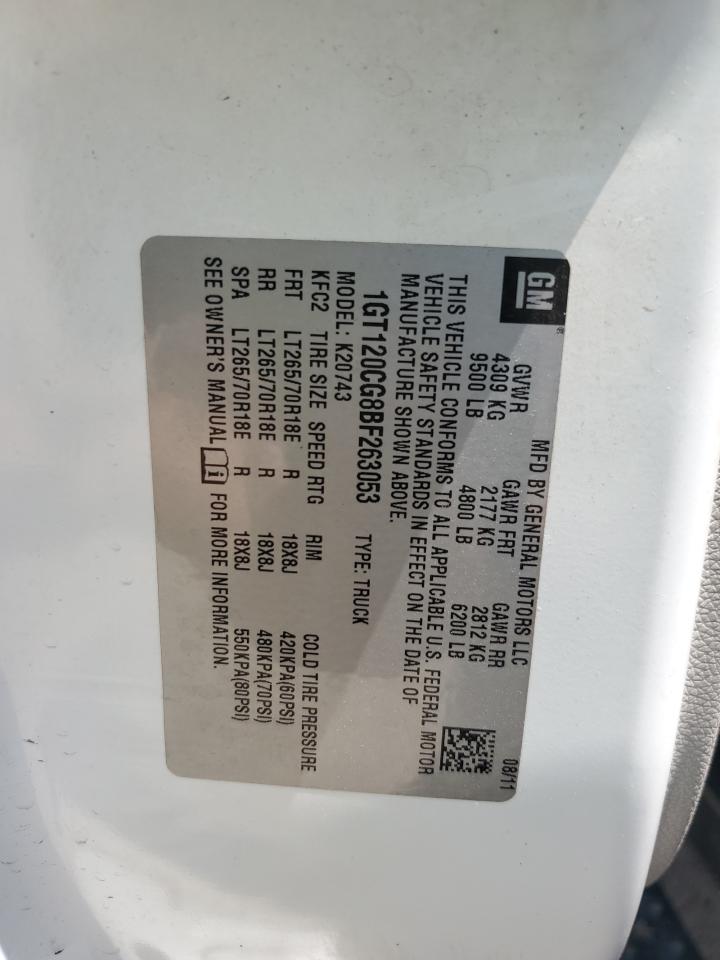 GM ®
MFD BY GENERAL MOTORS LLC 08/11
GVWR GAWR FRT GAWR RR
4309 KG 2177 KG 2812 KG
9500 LB 4800 LB 6200 LB
THIS VEHICLE CONFORMS TO ALL APPLICABLE U.S. FEDERAL MOTOR
VEHICLE SAFETY STANDARDS IN EFFECT ON THE DATE OF
MANUFACTURE SHOWN ABOVE.
1GT120CG8BF263053 TYPE: TRUCK
MODEL: K20743
KFC2 TIRE SIZE SPEED RTG RIM COLD TIRE PRESSURE
FRT LT265/70R18E R 18X8J 420KPA(60PSI)
RR LT265/70R18E R 18X8J 480KPA(70PSI)
SPA LT265/70R18E R 18X8J 550KPA(80PSI)
SEE OWNER'S MANUAL FOR MORE INFORMATION.